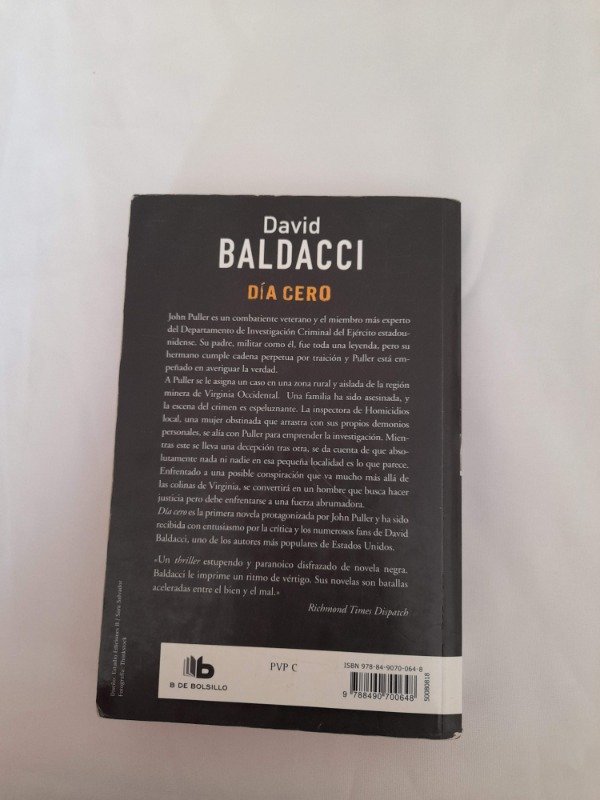 David
BALDACCI
DÍA CERO
John Puller es un combatiente veterano y el miembro más experto
del Departamento de Investigación Criminal del Ejército estadou-
nidense. Su padre, militar como él, fue toda una leyenda, pero su
hermano cumple cadena perpetua por traición y Puller está em-
peñado en averiguar la verdad.
A Puller se le asigna un caso en una zona rural y aislada de la región
minera de Virginia Occidental. Una familia ha sido asesinada, y
la escena del crimen es espeluznante. La inspectora de Homicidios
local, una mujer obstinada que arrastra con sus propios demonios
personales, se alía con Puller para emprender la investigación. Mien-
tras este se lleva una decepción tras otra, se da cuenta de que abso-
lutamente nada ni nadie en esa pequeña localidad es lo que parece.
Enfrentado a una posible conspiración que va mucho más allá de
las colinas de Virginia, se convertirá en un hombre que busca hacer
justicia pero debe enfrentarse a una fuerza abrumadora.
Día cero es la primera novela protagonizada por John Puller y ha sido
recibida con entusiasmo por la crítica y los numerosos fans de David
Baldacci, uno de los autores más populares de Estados Unidos.
«Un thriller estupendo y paranoico disfrazado de novela negra.
Baldacci le imprime un ritmo de vértigo. Sus novelas son batallas
aceleradas entre el bien y el mal.»
Richmond Times Dispatch
Diseño: Estudio Ediciones B / Sara Salvador
Fotografía: Thinkstock
b
B DE BOLSILLO
PVP C
ISBN 978-84-9070-064-8
9 788490 700648
50080818